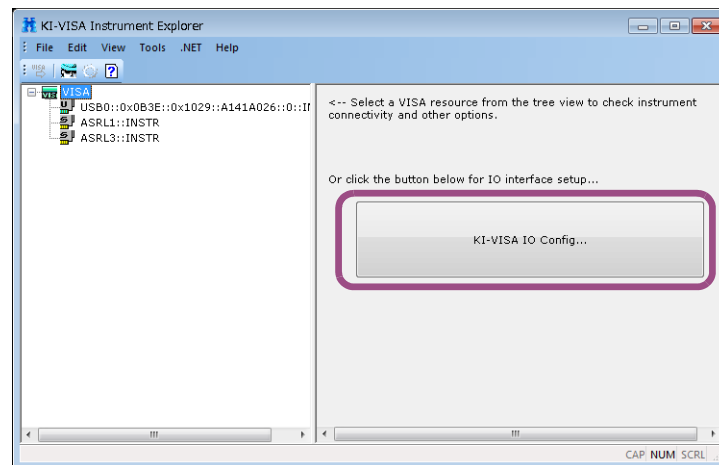 KI-VISA Instrument Explorer
File Edit View Tools .NET Help
VISA
USB0::0x0B3E::0x1029::A141A026::0::II
ASRL1::INSTR
ASRL3::INSTR
<-- Select a VISA resource from the tree view to check instrument
connectivity and other options.
Or click the button below for IO interface setup...
KI-VISA IO Config...
CAP NUM SCRL